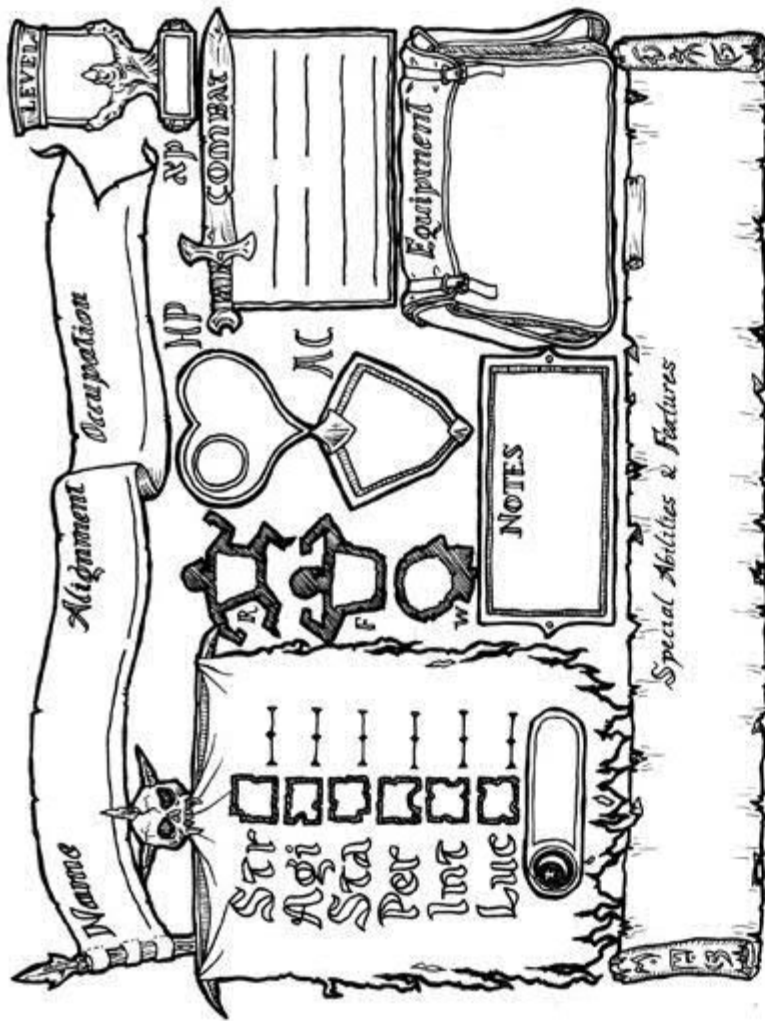 Name
Alignment
Occupation
LEVEL
XP
Str
Agi
Sta
Per
Int
Luc
R
F
W
HP
AC
COMBAT
Equipment
NOTES
Special Abilities & Features